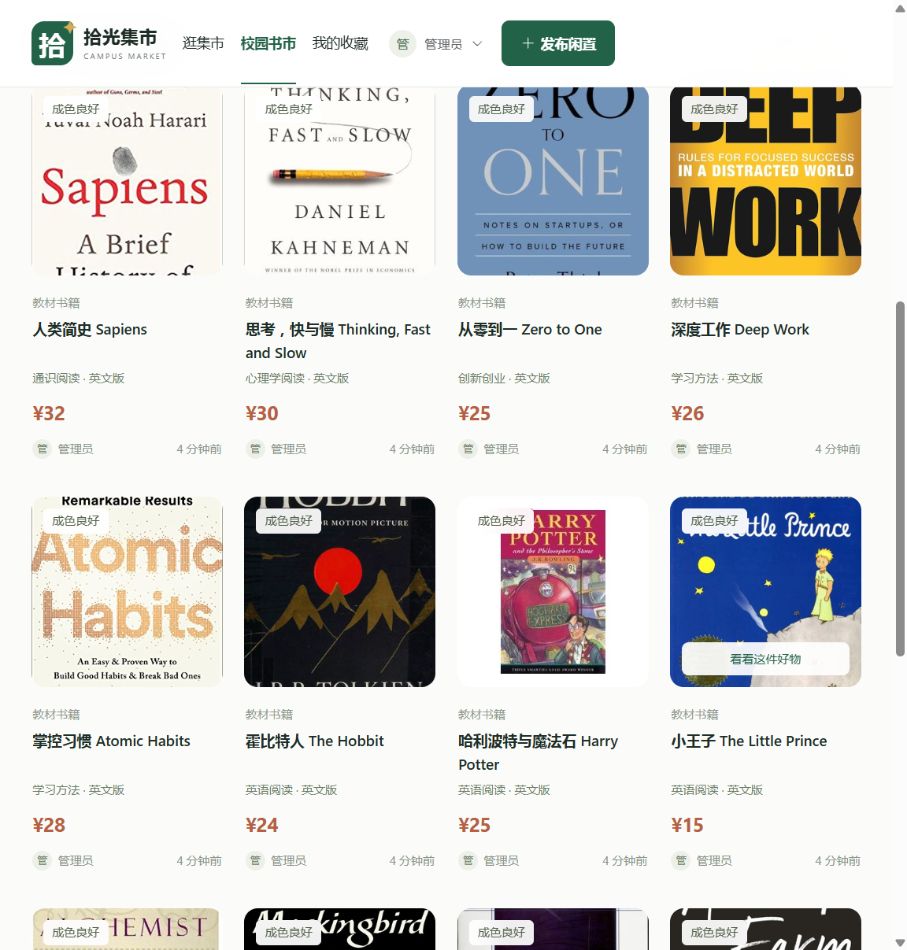 拾
拾光集市
CAMPUS MARKET
逛集市
校园书市
我的收藏
管
管理员
+ 发布闲置
author of Guns, Germs, and Steel
成色良好
Yuval Noah Harari
Sapiens
A Brief
History of
THINKING,
成色良好
FAST AND SLOW
DANIEL
KAHNEMAN
WINNER OF THE NOBEL PRIZE IN ECONOMICS
ZERO
成色良好
TO
ONE
NOTES ON STARTUPS, OR
HOW TO BUILD THE FUTURE
DEEP
成色良好
RULES FOR FOCUSED SUCCESS
IN A DISTRACTED WORLD
WORK
教材书籍
人类简史 Sapiens
通识阅读 · 英文版
¥32
管 管理员 4 分钟前
教材书籍
思考，快与慢 Thinking, Fast
and Slow
心理学阅读 · 英文版
¥30
管 管理员 4 分钟前
教材书籍
从零到一 Zero to One
创新创业 · 英文版
¥25
管 管理员 4 分钟前
教材书籍
深度工作 Deep Work
学习方法 · 英文版
¥26
管 管理员 4 分钟前
Remarkable Results
成色良好
Atomic
Habits
An Easy & Proven Way to
Build Good Habits & Break Bad Ones
HOBBIT
成色良好
OR MOTION PICTURE
J.R.R. TOLKIEN
成色良好
HARRY
POTTER
and the Philosopher's Stone
J.K. ROWLING
HOGWARTS
EXPRESS
成色良好
The Little Prince
看看这件好物
教材书籍
掌控习惯 Atomic Habits
学习方法 · 英文版
¥28
管 管理员 4 分钟前
教材书籍
霍比特人 The Hobbit
英语阅读 · 英文版
¥24
管 管理员 4 分钟前
教材书籍
哈利波特与魔法石 Harry
Potter
英语阅读 · 英文版
¥25
管 管理员 4 分钟前
教材书籍
小王子 The Little Prince
英语阅读 · 英文版
¥15
管 管理员 4 分钟前
ALCHEMIST
成色良好
Mockingbird
成色良好
成色良好
Farm
成色良好